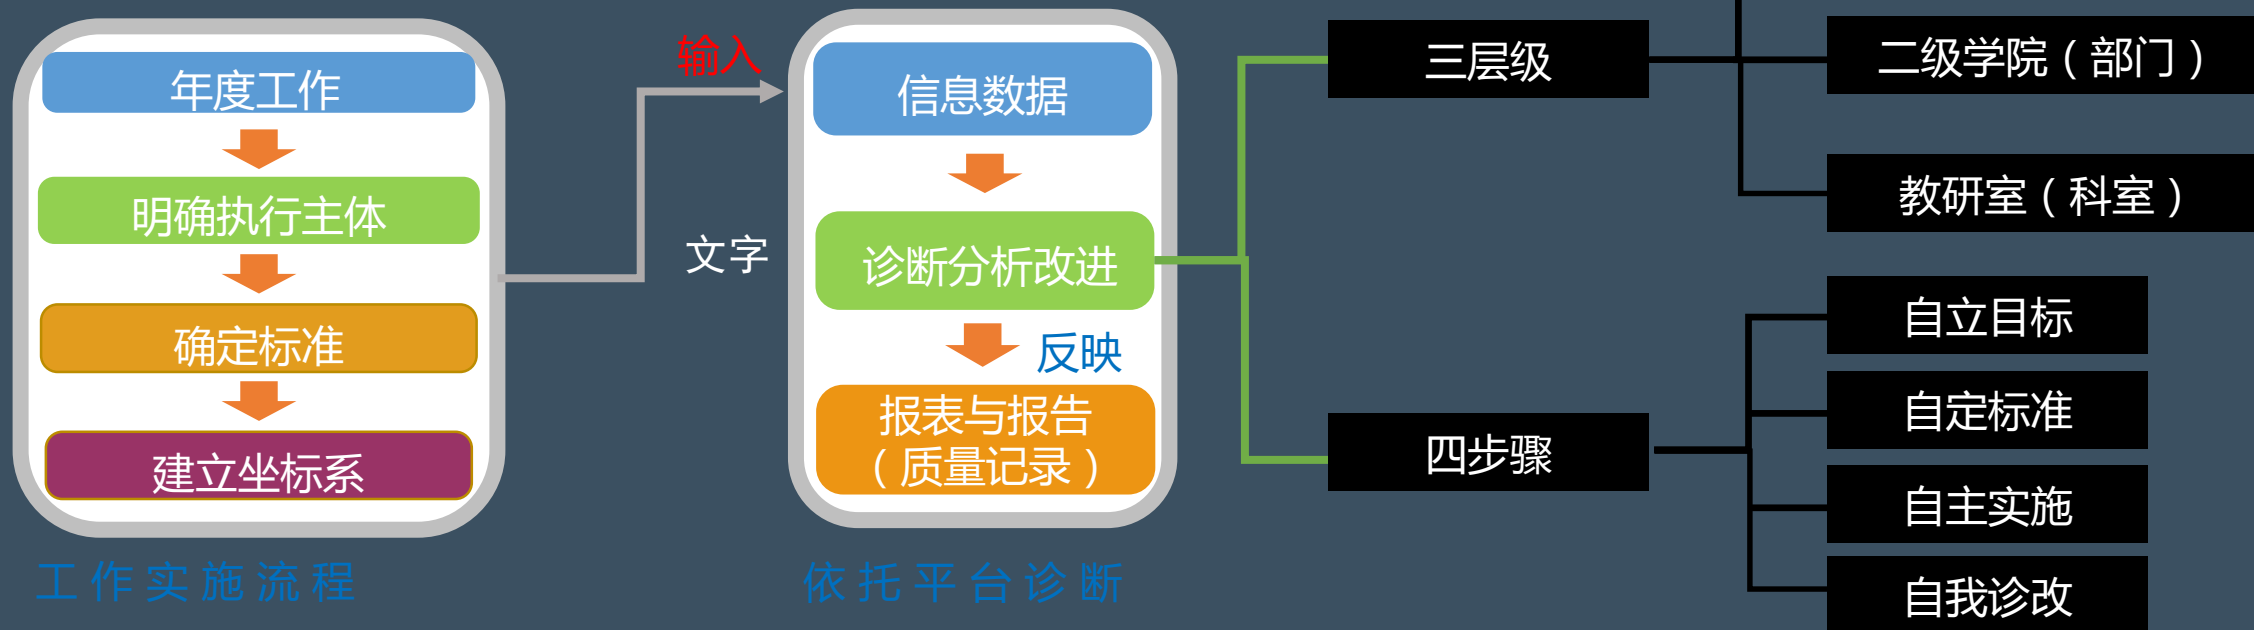 年度工作
明确执行主体
确定标准
建立坐标系
工作实施流程
输入
文字
信息数据
诊断分析改进
反映
报表与报告
（质量记录）
依托平台诊断
三层级
二级学院（部门）
教研室（科室）
四步骤
自立目标
自定标准
自主实施
自我诊改